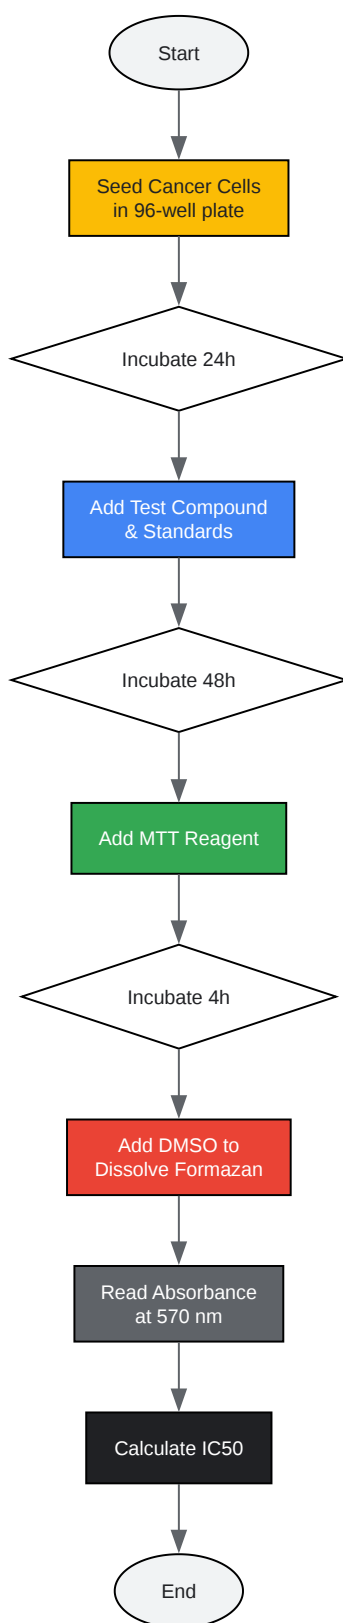 Start
Seed Cancer Cells
in 96-well plate
Incubate 24h
Add Test Compound
& Standards
Incubate 48h
Add MTT Reagent
Incubate 4h
Add DMSO to
Dissolve Formazan
Read Absorbance
at 570 nm
Calculate IC50
End